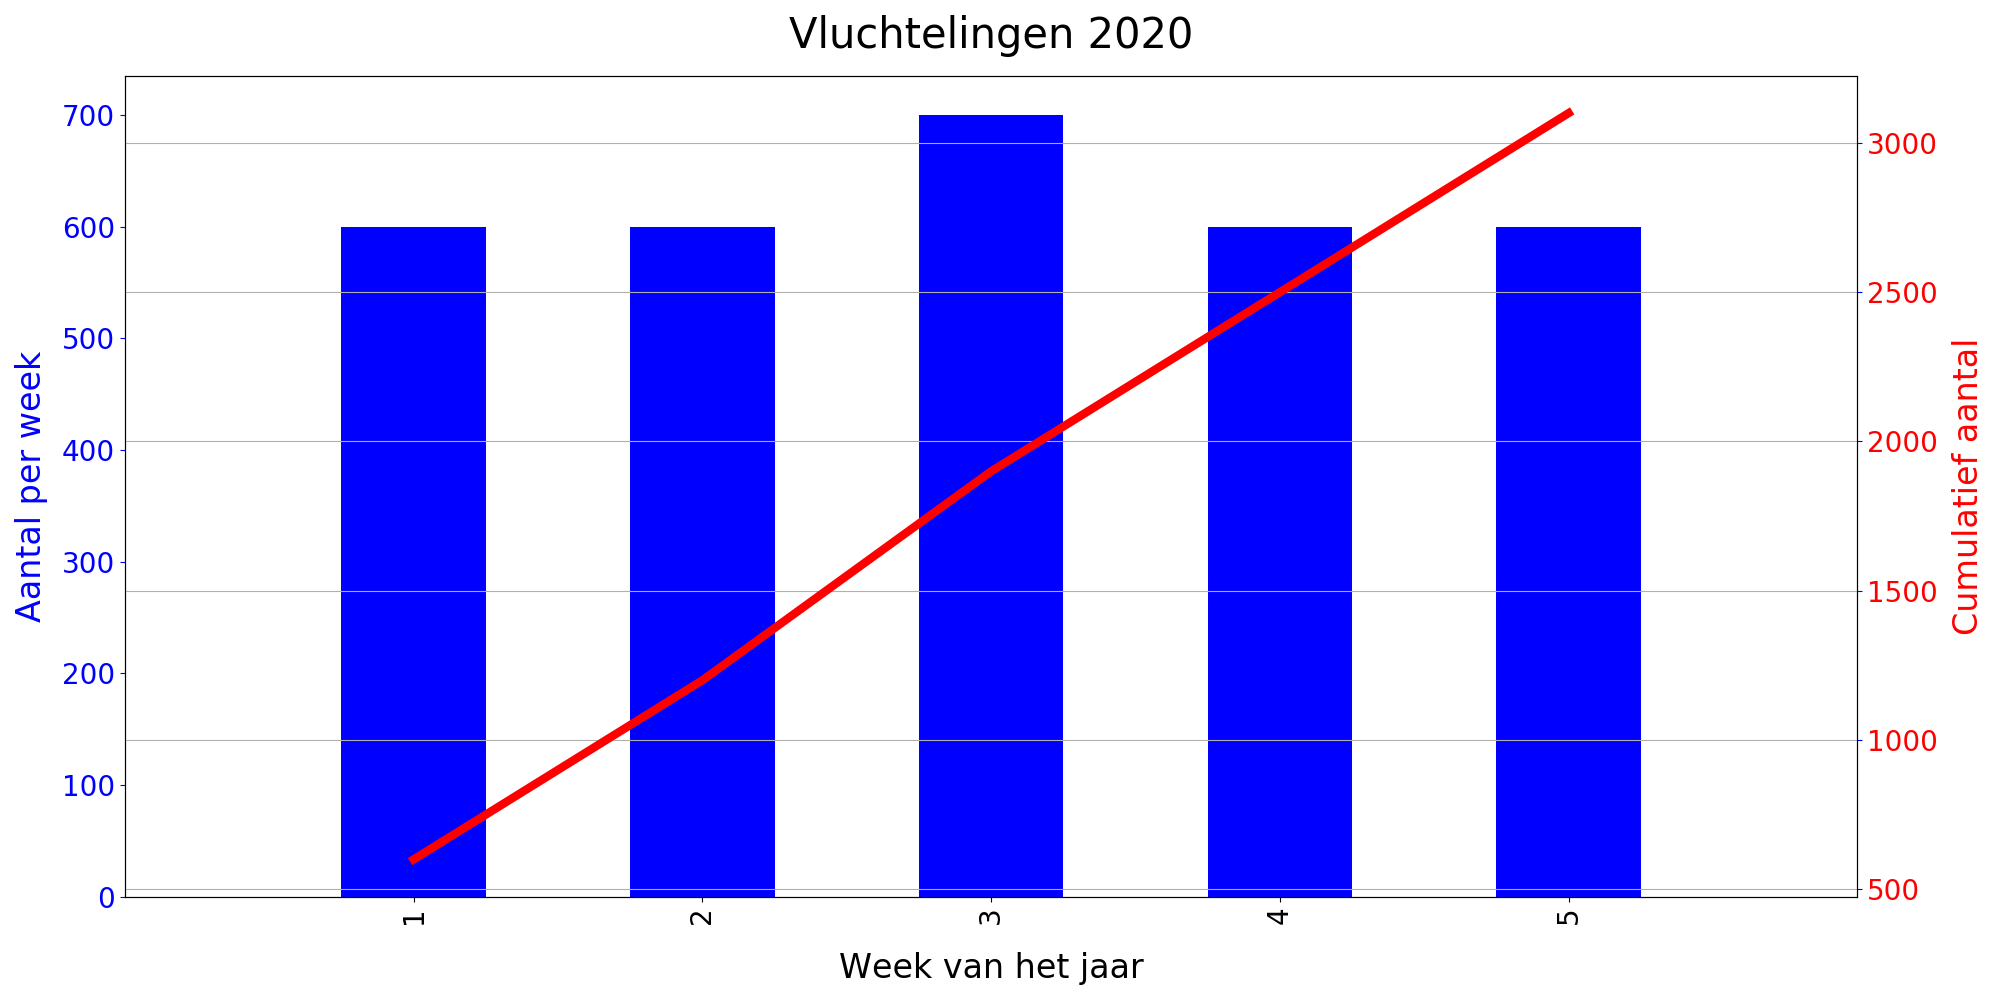 Vluchtelingen 2020
Aantal per week
700
600
500
400
300
200
100
0
3000
2500
2000
1500
1000
500
Cumulatief aantal
1 2 3 4 5
Week van het jaar